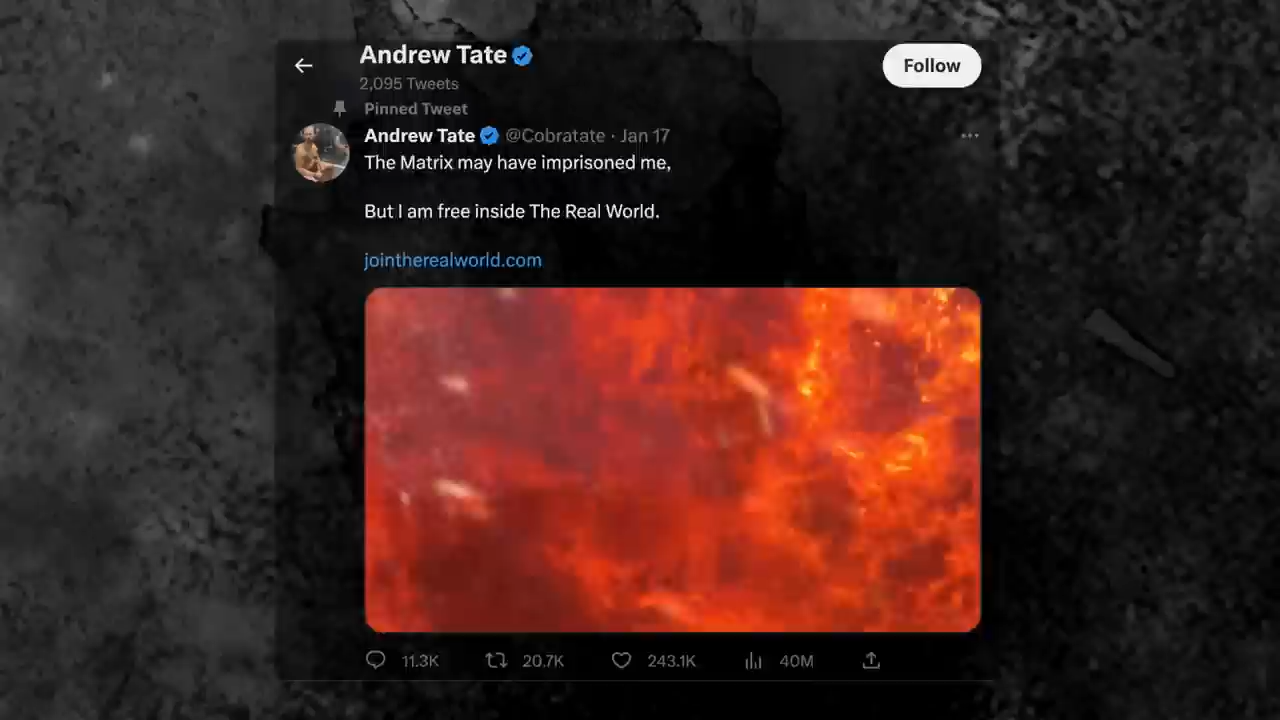 Andrew Tate
Follow
2,095 Tweets
Pinned Tweet
Andrew Tate @Cobratate · Jan 17
The Matrix may have imprisoned me,
But I am free inside The Real World.
jointherealworld.com
11.3K 20.7K 243.1K 40M